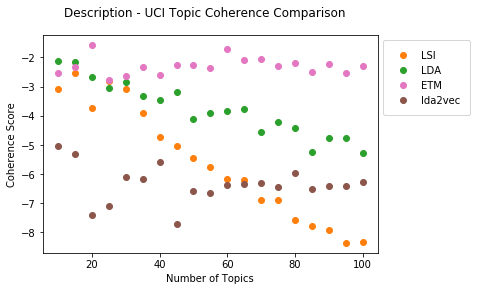 Description - UCI Topic Coherence Comparison
LSI
LDA
ETM
lda2vec
−2
−3
−4
−5
−6
−7
−8
Coherence Score
20
40
60
80
100
Number of Topics